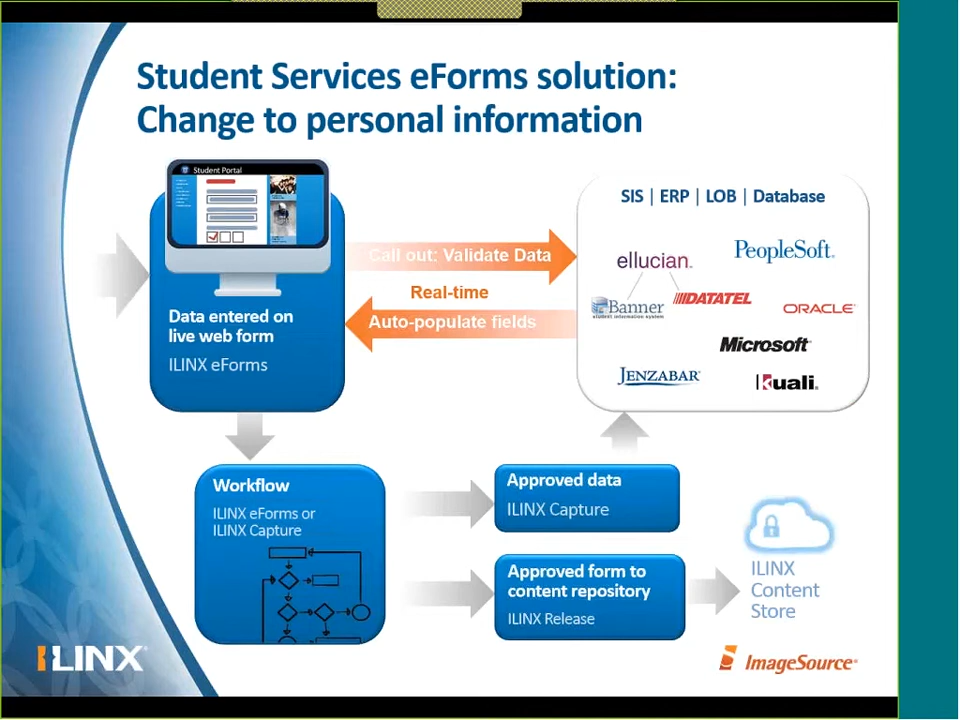 Student Services eForms solution:
Change to personal information
Student Portal
Data entered on
live web form
ILINX eForms
Call out: Validate Data
Real-time
Auto-populate fields
SIS | ERP | LOB | Database
ellucian.
PeopleSoft.
Banner
student information system
DATATEL
ORACLE®
Microsoft®
JENZABAR®
kuali.
Workflow
ILINX eForms or
ILINX Capture
Approved data
ILINX Capture
Approved form to
content repository
ILINX Release
ILINX
Content
Store
ILINX®
ImageSource®